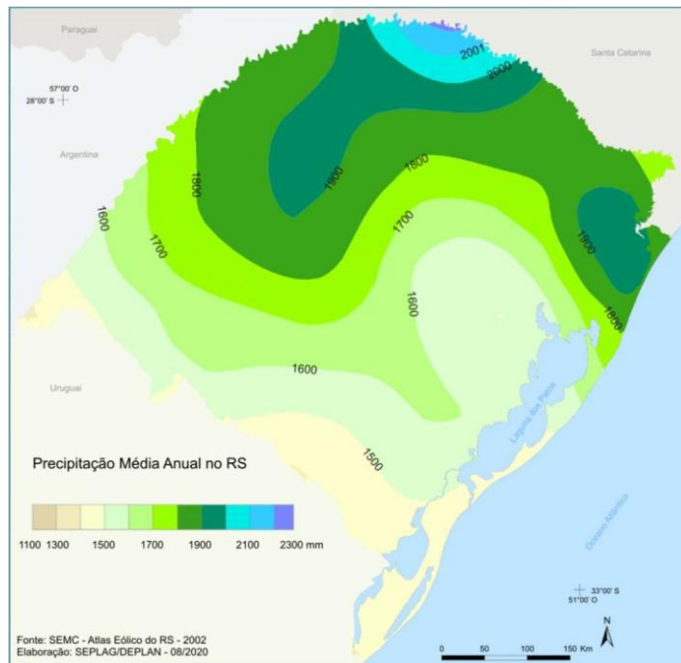 Paraguai
Santa Catarina
57°00' O
28°00' S
Argentina
2001
2000
1800
1900
1800
1900
1600
1700
1700
1600
1800
1600
Uruguai
1500
Laguna dos Patos
Oceano Atlântico
Precipitação Média Anual no RS
1100 1300 1500 1700 1900 2100 2300 mm
33°00' S
51°00' O
N
Fonte: SEMC - Atlas Eólico do RS - 2002
Elaboração: SEPLAG/DEPLAN - 08/2020
0 50 100 150 Km